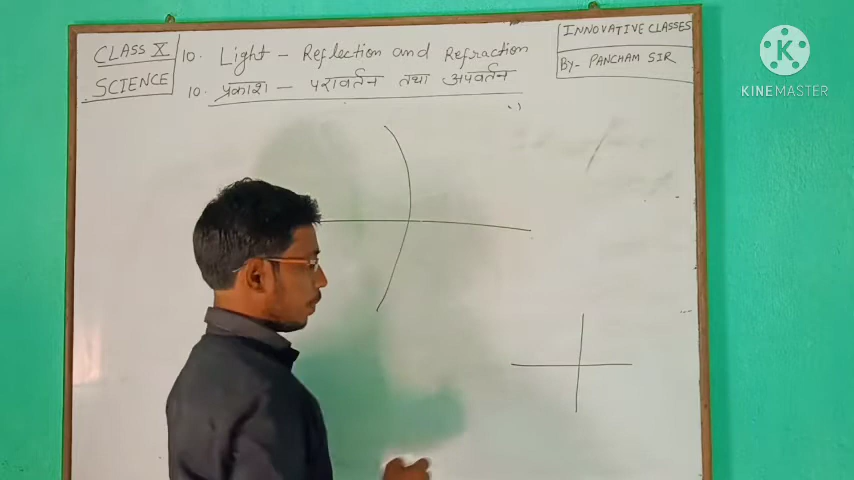 CLASS X
SCIENCE
10. Light - Reflection and Refraction
10. प्रकाश - परावर्तन तथा अपवर्तन
INNOVATIVE CLASSES
By- PANCHAM SIR
K
KINEMASTER